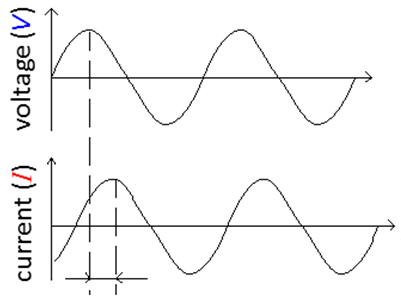 voltage (V)
current (I)